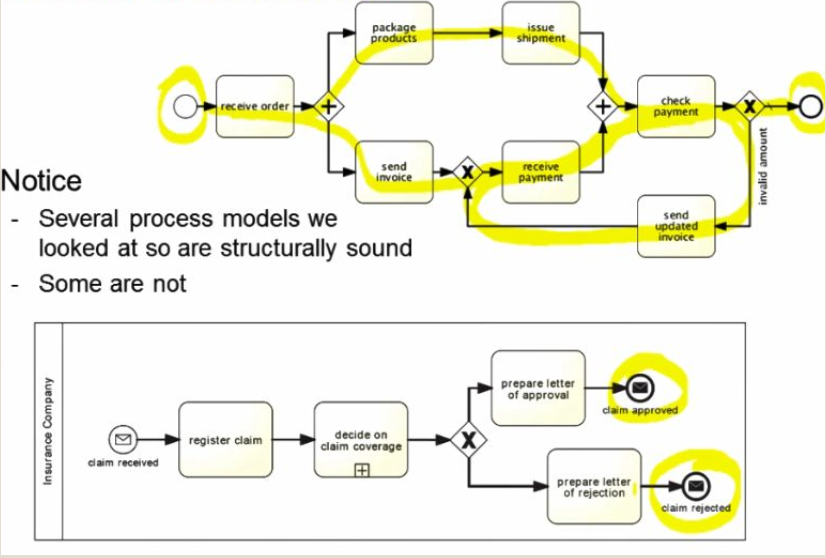 package
products
issue
shipment
receive order
+
+
check
payment
X
send
invoice
X
receive
payment
invalid amount
send
updated
invoice
Notice
- Several process models we
looked at so are structurally sound
- Some are not
Insurance Company
claim received
register claim
decide on
claim coverage
+
X
prepare letter
of approval
claim approved
prepare letter
of rejection
claim rejected